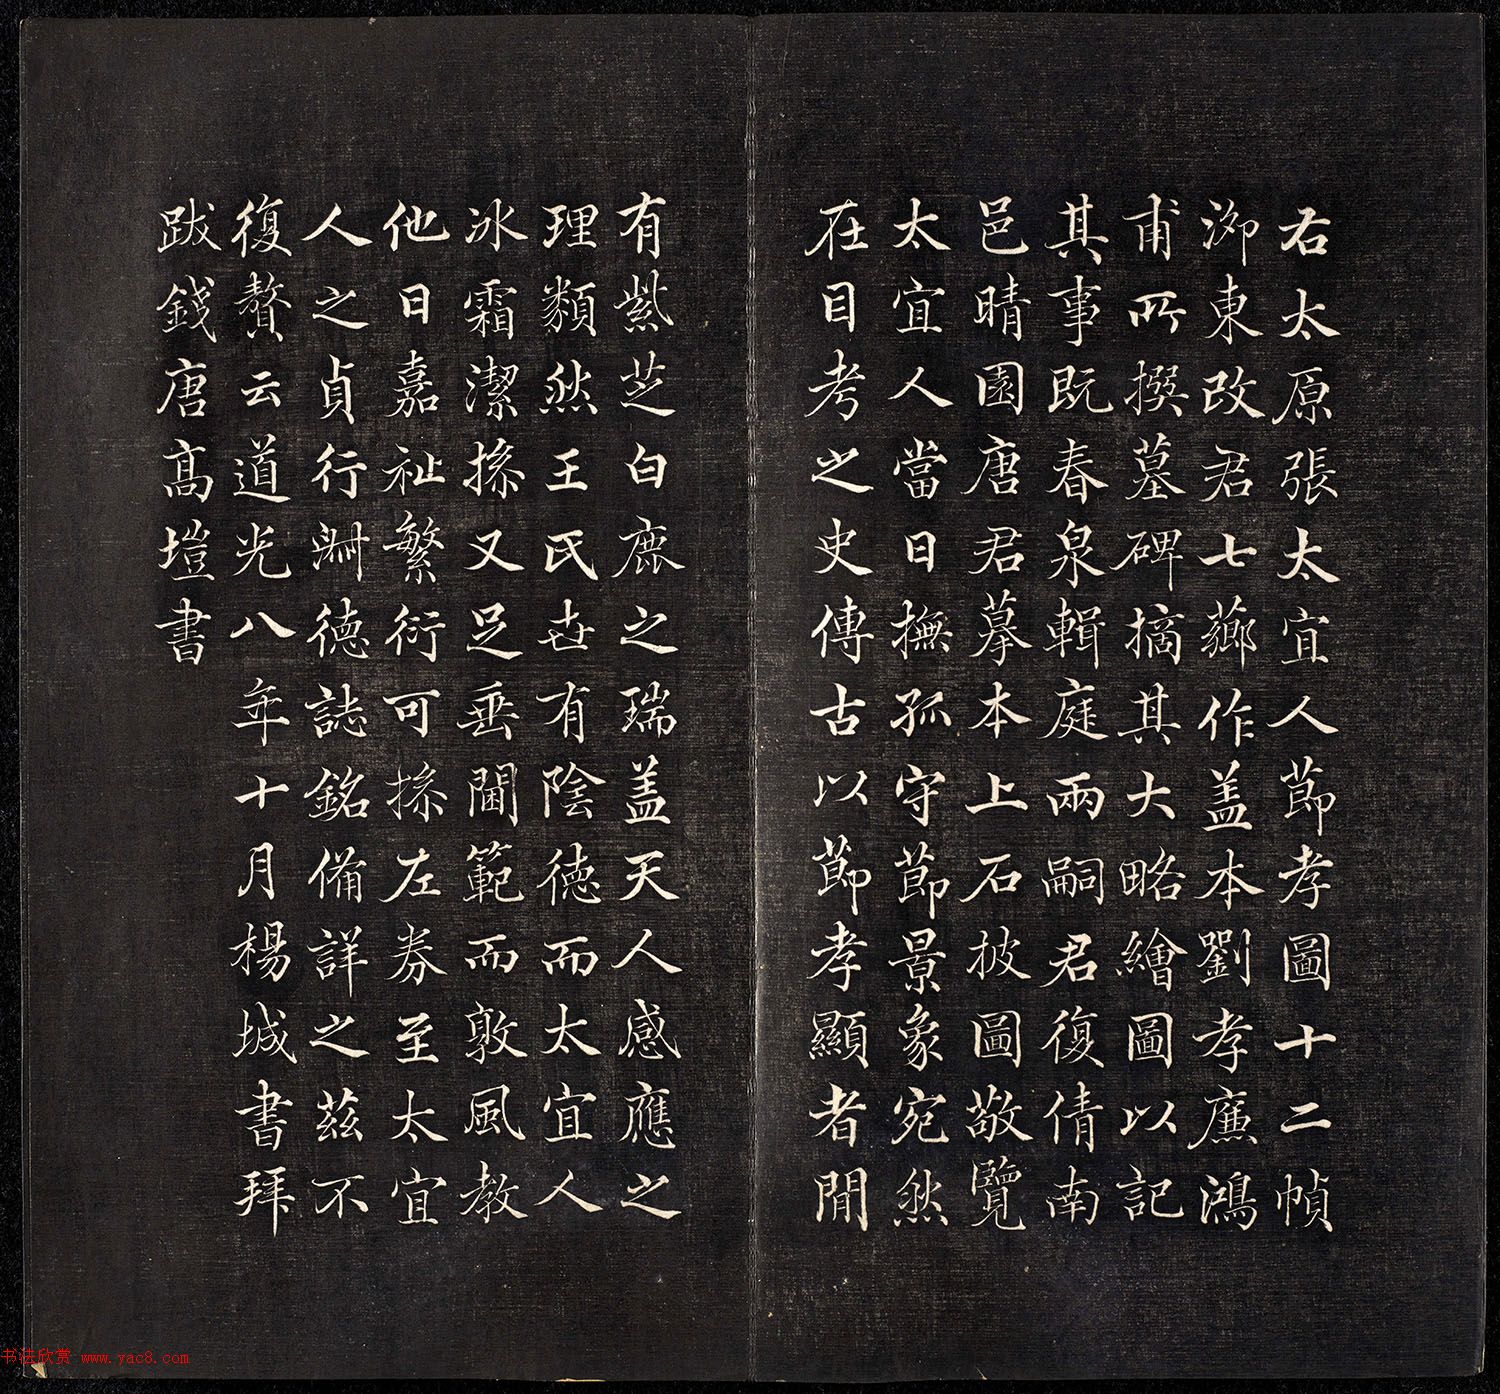 右太原張太宜人莭孝圖十二幀
泖東改君七薌作盖本劉孝廉鴻
甫所撰墓碑摘其大略繪圖以記
其事既春泉輯庭兩嗣君復倩南
邑晴園唐君摹本上石披圖敬覽
太宜人當日撫孤守莭景象宛然
在目考之史傳古以莭孝顯者閒
有紫芝白鹿之瑞盖天人感應之
理類然王氏世有陰德而太宜人
冰霜潔操又足垂閫範而敦風教
他日嘉祉繁衍可操左券至太宜
人之貞行淑德誌銘備詳之茲不
復贅云道光八年十月楊城書拜
跋錢唐高塏書
书法欣赏 www.yac8.com